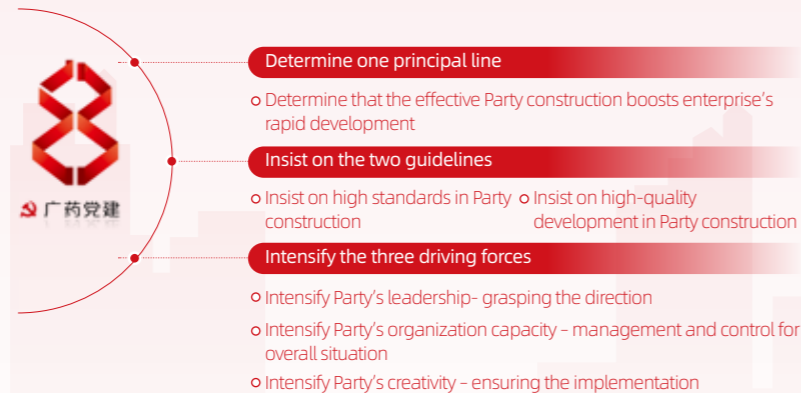 Determine one principal line
Determine that the effective Party construction boosts enterprise's
rapid development
Insist on the two guidelines
Insist on high standards in Party
construction
Insist on high-quality
development in Party construction
广药党建
Intensify the three driving forces
Intensify Party's leadership- grasping the direction
Intensify Party's organization capacity – management and control for
overall situation
Intensify Party's creativity – ensuring the implementation